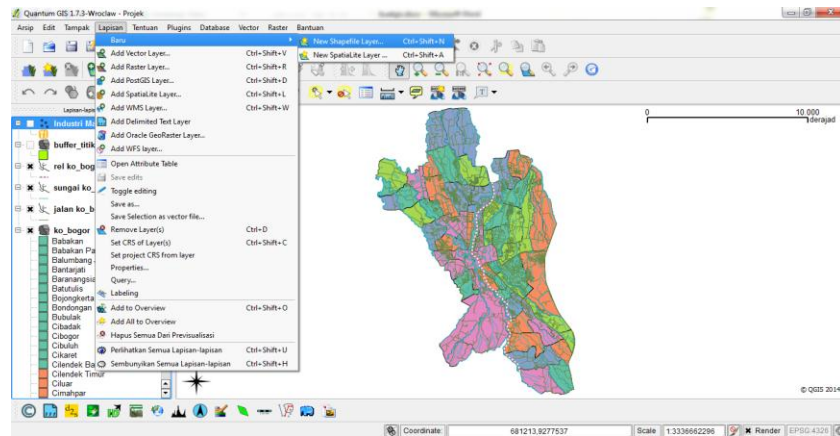 Quantum GIS 1.7.3-Wroclaw - Projek
Arsip Edit Tampak Lapisan Tentuan Plugins Database Vector Raster Bantuan
Baru
New Shapefile Layer... Ctrl+Shift+N
New SpatiaLite Layer ... Ctrl+Shift+A
Add Vector Layer... Ctrl+Shift+V
Add Raster Layer... Ctrl+Shift+R
Add PostGIS Layer... Ctrl+Shift+D
Add SpatiaLite Layer... Ctrl+Shift+L
Add WMS Layer... Ctrl+Shift+W
Add Delimited Text Layer
Add Oracle GeoRaster Layer...
Add WFS layer...
Open Attribute Table
Save edits
Toggle editing
Save as...
Save Selection as vector file...
Remove Layer(s) Ctrl+D
Set CRS of Layer(s) Ctrl+Shift+C
Set project CRS from layer
Properties...
Query...
Labeling
Add to Overview Ctrl+Shift+O
Add All to Overview
Hapus Semua Dari Previsualisasi
Perlihatkan Semua Lapisan-lapisan Ctrl+Shift+U
Sembunyikan Semua Lapisan-lapisan Ctrl+Shift+H
Industri
buffer_titik
rel ko_bog
sungai ko_
jalan ko_b
ko_bogor
Babakan
Babakan Pa
Balumbang
Bantarjati
Baranangsia
Batutulis
Bojongkerta
Bondongan
Bubulak
Cibadak
Cibogor
Cibuluh
Cikaret
Cilendek Ba
Cilendek Timur
Ciluar
Cimahpar
0 10 000
derajad
© QGIS 2014
Coordinate: 681213,9277537 Scale 1:3336662296 Render EPSG:4326